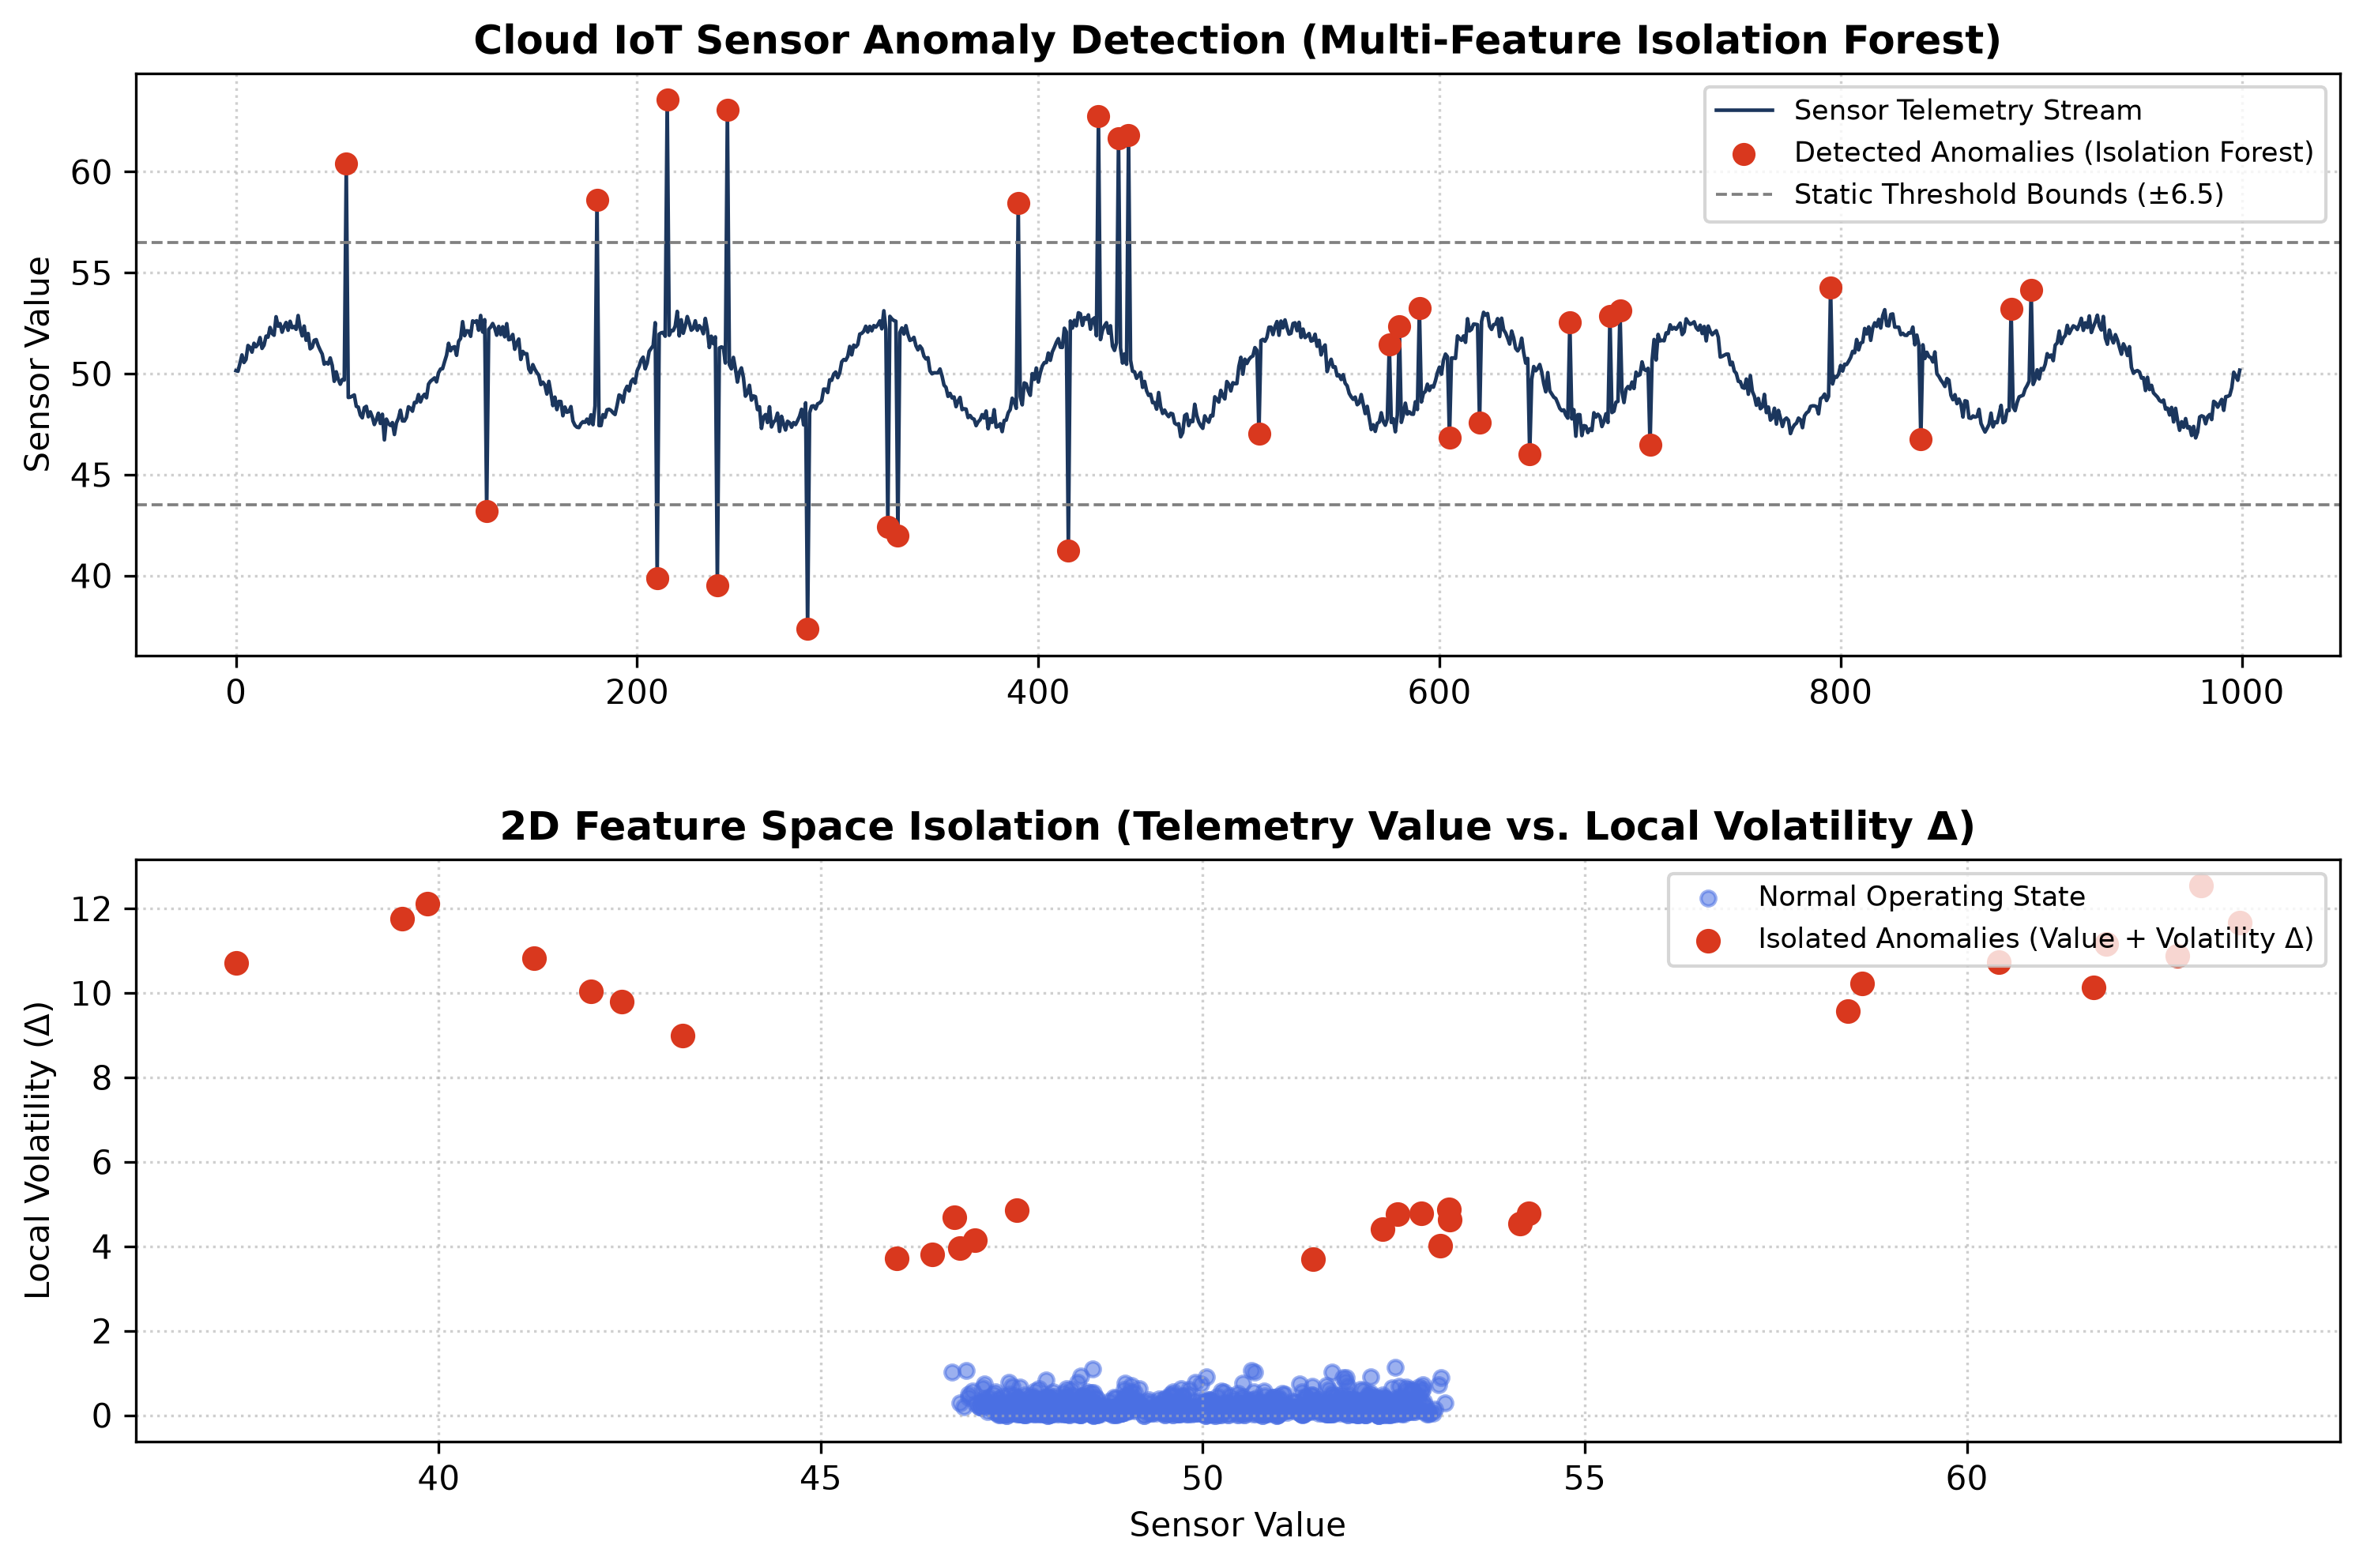 Cloud IoT Sensor Anomaly Detection (Multi-Feature Isolation Forest)
Sensor Value
60
55
50
45
40
Sensor Telemetry Stream
Detected Anomalies (Isolation Forest)
Static Threshold Bounds (±6.5)
0 200 400 600 800 1000
2D Feature Space Isolation (Telemetry Value vs. Local Volatility Δ)
Local Volatility (Δ)
12
10
8
6
4
2
0
Normal Operating State
Isolated Anomalies (Value + Volatility Δ)
40 45 50 55 60
Sensor Value